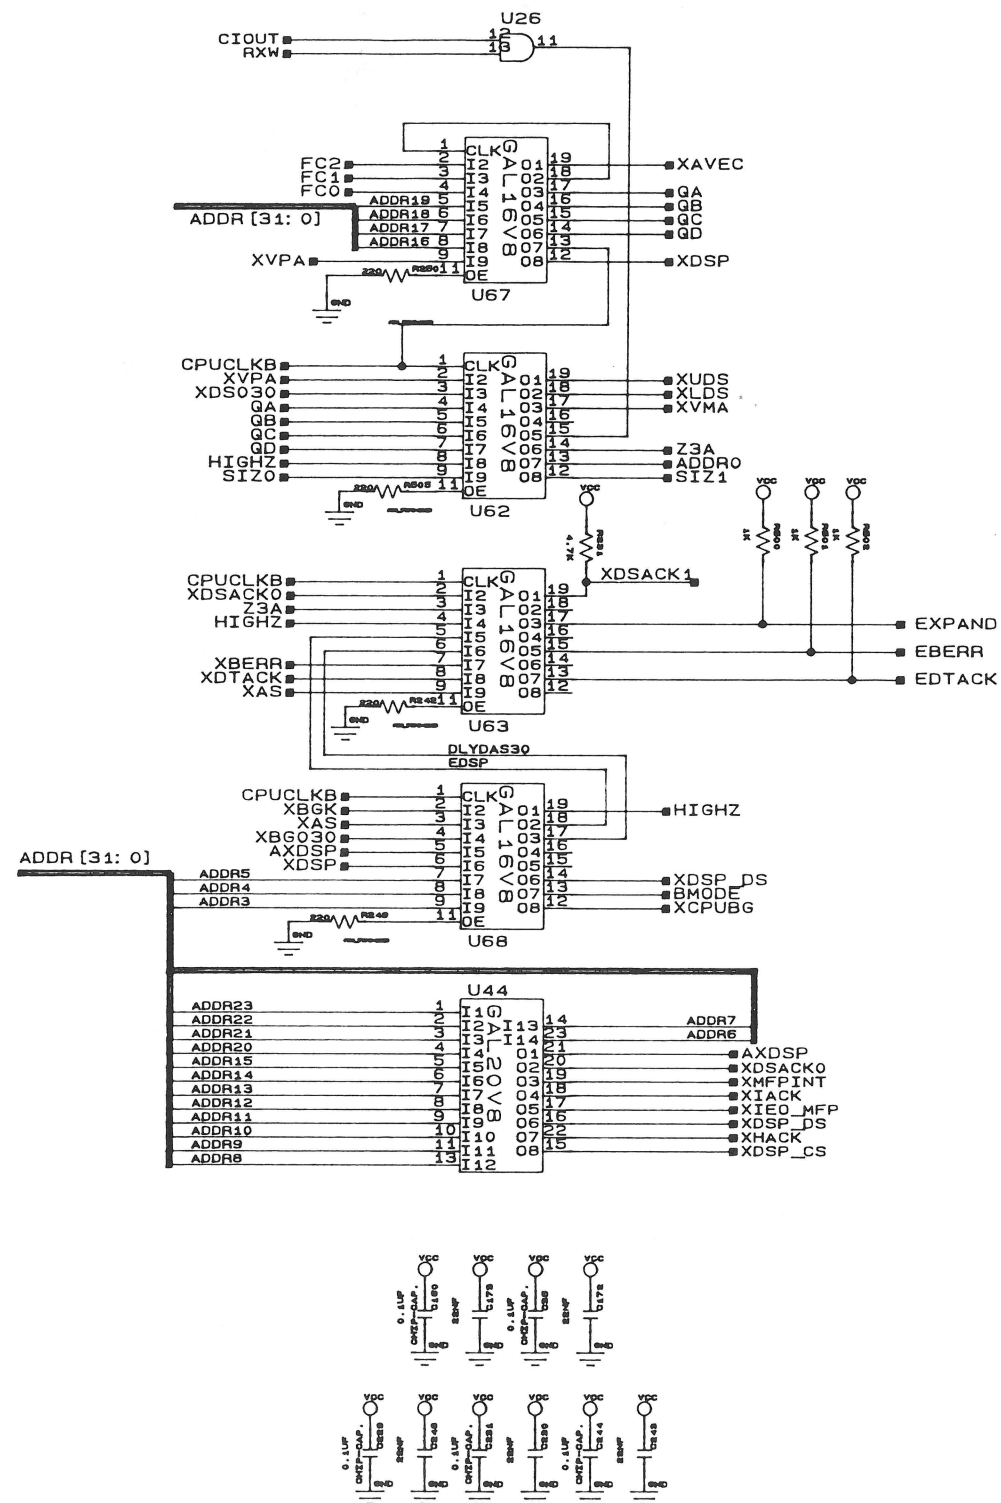 U26
CIOUT 12
RXW 13
11
1 CLK GAL16V8
FC2 2 I2 O1 19 XAVEC
FC1 3 I3 O2 18
FC0 4 I4 O3 17 QA
ADDR19 5 I5 O4 16 QB
ADDR [31: 0] ADDR18 6 I6 O5 15 QC
ADDR17 7 I7 O6 14 QD
ADDR16 8 I8 O7 13
XVPA 9 I9 O8 12 XDSP
220 R250 11 OE
GND
U67
CPUCLKB 1 CLK GAL16V8
XVPA 2 I2 O1 19 XUDS
XDS030 3 I3 O2 18 XLDS
QA 4 I4 O3 17 XVMA
QB 5 I5 O4 16
QC 6 I6 O5 15
QD 7 I7 O6 14 Z3A
HIGHZ 8 I8 O7 13 ADDR0
SIZ0 9 I9 O8 12 SIZ1
220 R505 11 OE
GND
U62
VCC VCC VCC VCC
4.7K
1K R500 1K R501 1K R502
XDSACK1
CPUCLKB 1 CLK GAL16V8
XDSACK0 2 I2 O1 19
Z3A 3 I3 O2 18
HIGHZ 4 I4 O3 17 EXPAND
5 I5 O4 16
6 I6 O5 15 EBERR
XBERR 7 I7 O6 14
XDTACK 8 I8 O7 13 EDTACK
XAS 9 I9 O8 12
220 R242 11 OE
GND
U63
DLYDAS30
EDSP
CPUCLKB 1 CLK GAL16V8
XBGK 2 I2 O1 19 HIGHZ
XAS 3 I3 O2 18
XBG030 4 I4 O3 17
AXDSP 5 I5 O4 16
XDSP 6 I6 O5 15
ADDR [31: 0]
ADDR5 7 I7 O6 14 XDSP_DS
ADDR4 8 I8 O7 13 BMODE
ADDR3 9 I9 O8 12 XCPUBG
220 R249 11 OE
GND
U68
U44
GAL20V8
ADDR23 1 I1
ADDR22 2 I2 I13 14 ADDR7
ADDR21 3 I3 I14 23 ADDR6
ADDR20 4 I4 O1 21 AXDSP
ADDR15 5 I5 O2 20 XDSACK0
ADDR14 6 I6 O3 19 XMFPINT
ADDR13 7 I7 O4 18 XIACK
ADDR12 8 I8 O5 17 XIEO_MFP
ADDR11 9 I9 O6 16 XDSP_DS
ADDR10 10 I10 O7 22 XHACK
ADDR9 11 I11 O8 15 XDSP_CS
ADDR8 13 I12
VCC VCC VCC VCC
0.1UF CHIP-CAP. 22NF C173 0.1UF CHIP-CAP. 22NF C172
GND GND GND GND
VCC VCC VCC VCC VCC VCC
0.1UF CHIP-CAP. 22NF 0.1UF CHIP-CAP. 22NF 0.1UF CHIP-CAP. C244 22NF C243
GND GND GND GND GND GND